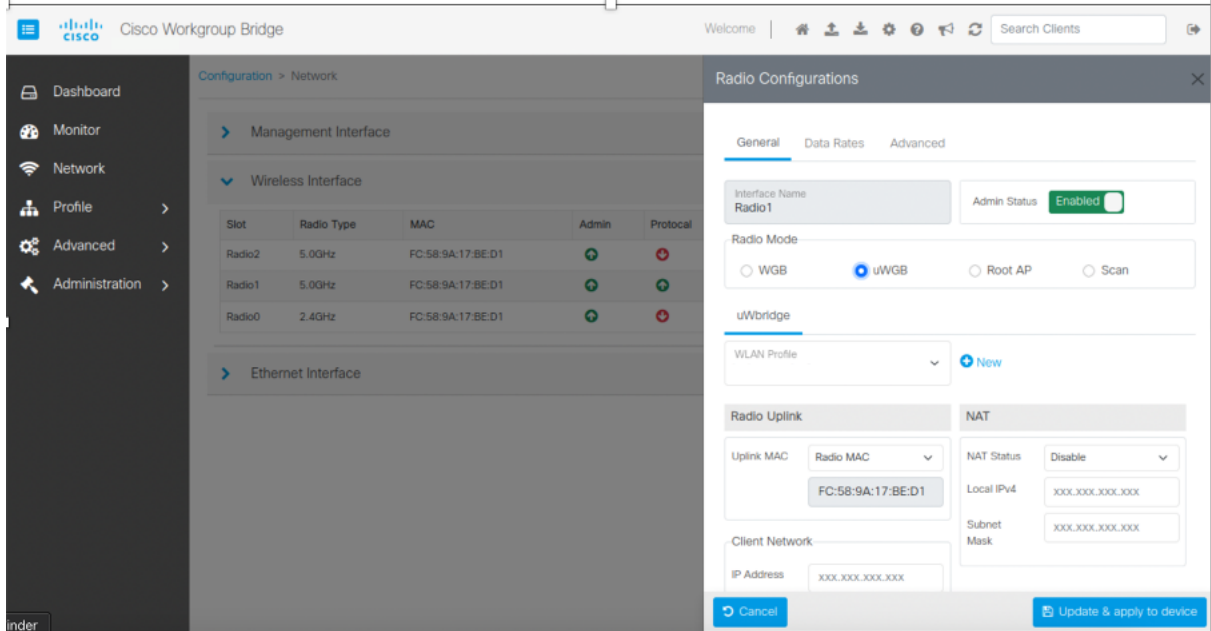 CISCO
Cisco Workgroup Bridge
Welcome
Search Clients
Dashboard
Monitor
Network
Profile
Advanced
Administration
inder
Configuration > Network
Management Interface
Wireless Interface
Slot Radio Type MAC Admin Protocal
Radio2 5.0GHz FC:58:9A:17:BE:D1
Radio1 5.0GHz FC:58:9A:17:BE:D1
Radio0 2.4GHz FC:58:9A:17:BE:D1
Ethernet Interface
Radio Configurations
General Data Rates Advanced
Interface Name
Radio1
Admin Status Enabled
Radio Mode
WGB uWGB Root AP Scan
uWbridge
WLAN Profile
New
Radio Uplink
Uplink MAC Radio MAC
FC:58:9A:17:BE:D1
Client Network
IP Address xxx.xxx.xxx.xxx
NAT
NAT Status Disable
Local IPv4 xxx.xxx.xxx.xxx
Subnet Mask xxx.xxx.xxx.xxx
Cancel
Update & apply to device